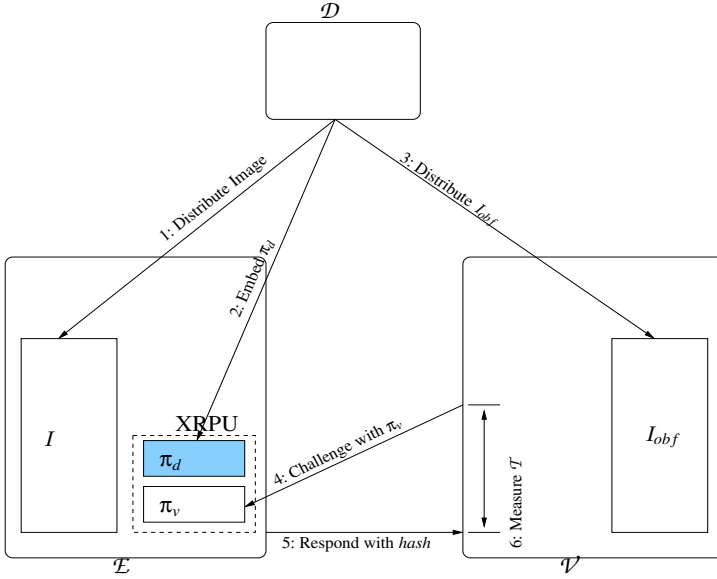 𝒟
1: Distribute Image
2: Embed π_d
3: Distribute I_obf
XRPU
I
π_d
π_v
4: Challenge with π_v
5: Respond with hash
6: Measure 𝒯
I_obf
ℰ
𝒱